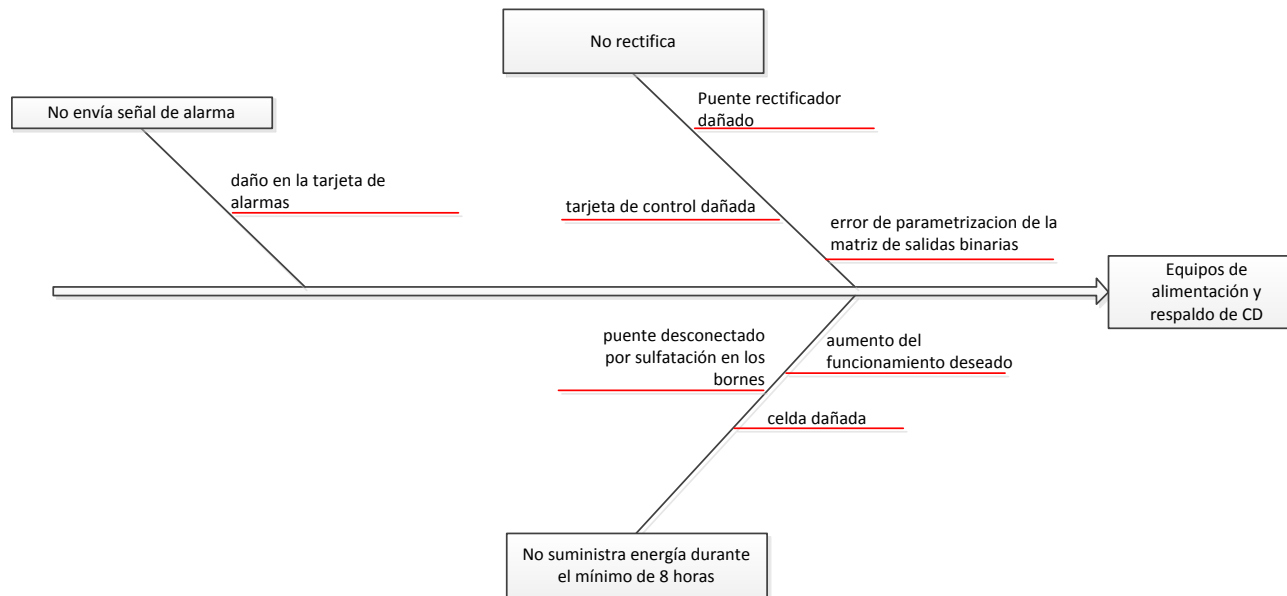 No rectifica
No envía señal de alarma
Puente rectificador
dañado
daño en la tarjeta de
alarmas
tarjeta de control dañada
error de parametrizacion de la
matriz de salidas binarias
Equipos de
alimentación y
respaldo de CD
puente desconectado
por sulfatación en los
bornes
aumento del
funcionamiento deseado
celda dañada
No suministra energía durante
el mínimo de 8 horas